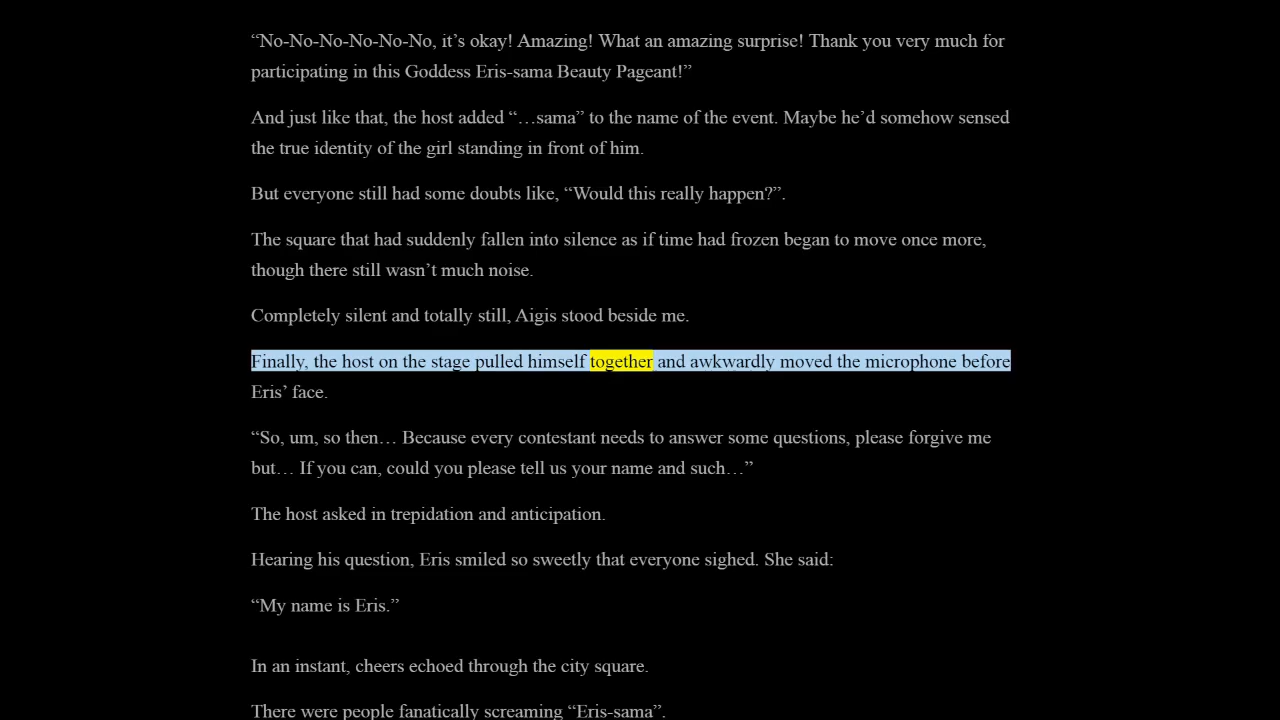 “No-No-No-No-No-No, it’s okay! Amazing! What an amazing surprise! Thank you very much for
participating in this Goddess Eris-sama Beauty Pageant!”
And just like that, the host added “…sama” to the name of the event. Maybe he’d somehow sensed
the true identity of the girl standing in front of him.
But everyone still had some doubts like, “Would this really happen?”.
The square that had suddenly fallen into silence as if time had frozen began to move once more,
though there still wasn’t much noise.
Completely silent and totally still, Aigis stood beside me.
Finally, the host on the stage pulled himself together and awkwardly moved the microphone before
Eris’ face.
“So, um, so then… Because every contestant needs to answer some questions, please forgive me
but… If you can, could you please tell us your name and such…”
The host asked in trepidation and anticipation.
Hearing his question, Eris smiled so sweetly that everyone sighed. She said:
“My name is Eris.”
In an instant, cheers echoed through the city square.
There were people fanatically screaming “Eris-sama”.